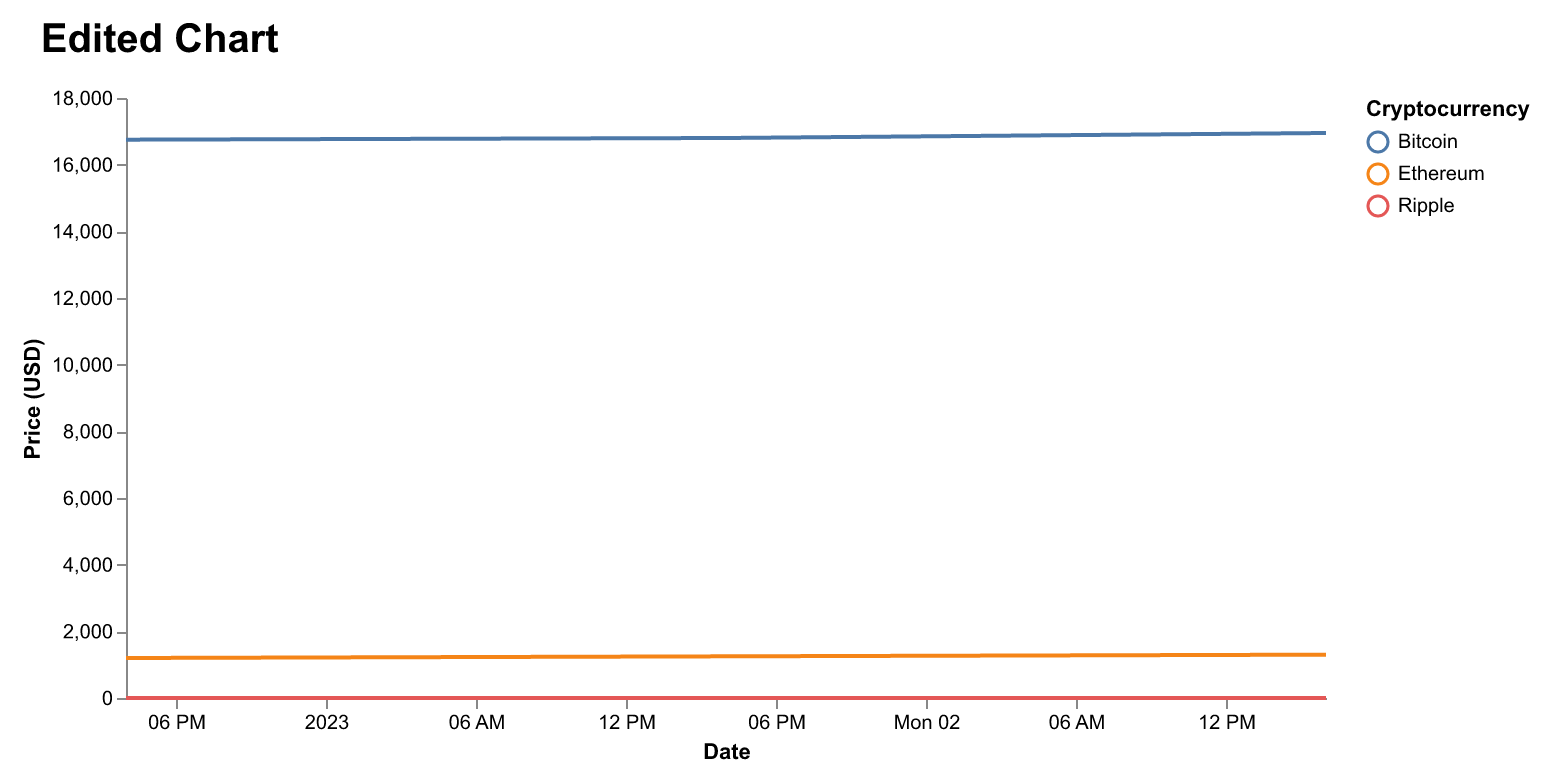 Edited Chart
18,000
16,000
14,000
12,000
10,000
8,000
6,000
4,000
2,000
0
Price (USD)
06 PM
2023
06 AM
12 PM
06 PM
Mon 02
06 AM
12 PM
Date
Cryptocurrency
Bitcoin
Ethereum
Ripple